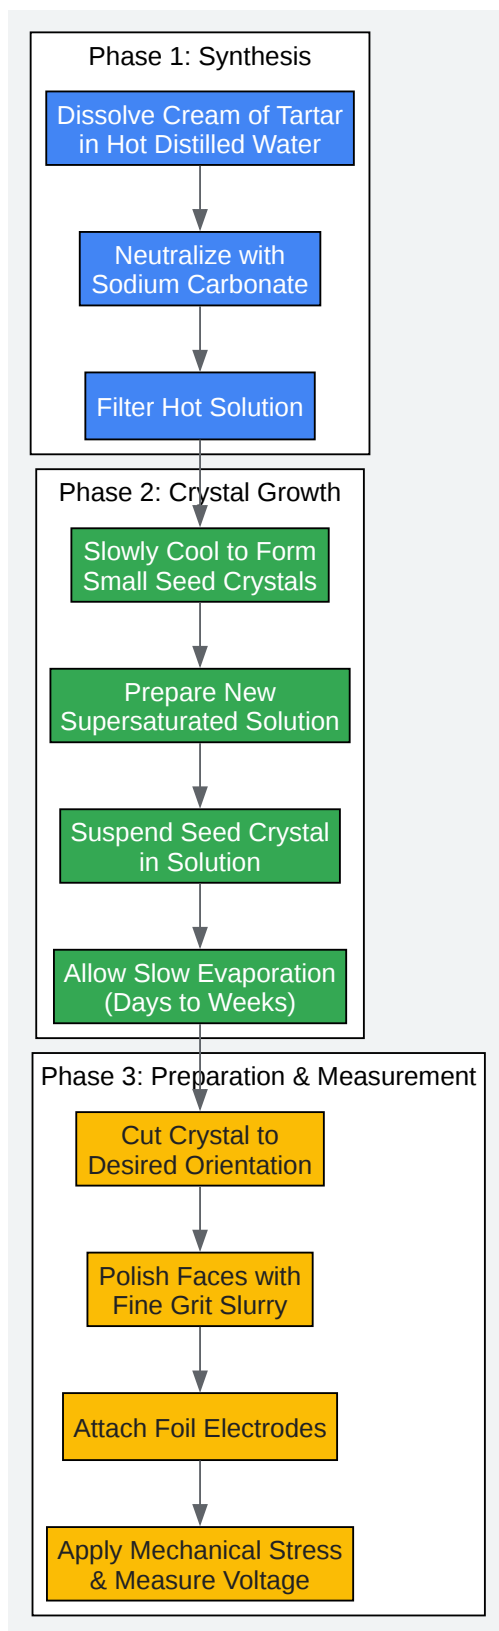 Phase 1: Synthesis
Dissolve Cream of Tartar
in Hot Distilled Water
Neutralize with
Sodium Carbonate
Filter Hot Solution
Phase 2: Crystal Growth
Slowly Cool to Form
Small Seed Crystals
Prepare New
Supersaturated Solution
Suspend Seed Crystal
in Solution
Allow Slow Evaporation
(Days to Weeks)
Phase 3: Preparation & Measurement
Cut Crystal to
Desired Orientation
Polish Faces with
Fine Grit Slurry
Attach Foil Electrodes
Apply Mechanical Stress
& Measure Voltage